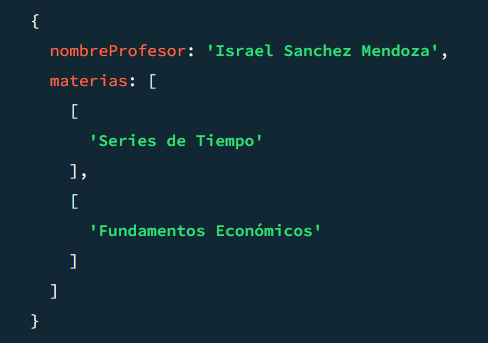 {
nombreProfesor: 'Israel Sanchez Mendoza',
materias: [
[
'Series de Tiempo'
],
[
'Fundamentos Económicos'
]
]
}